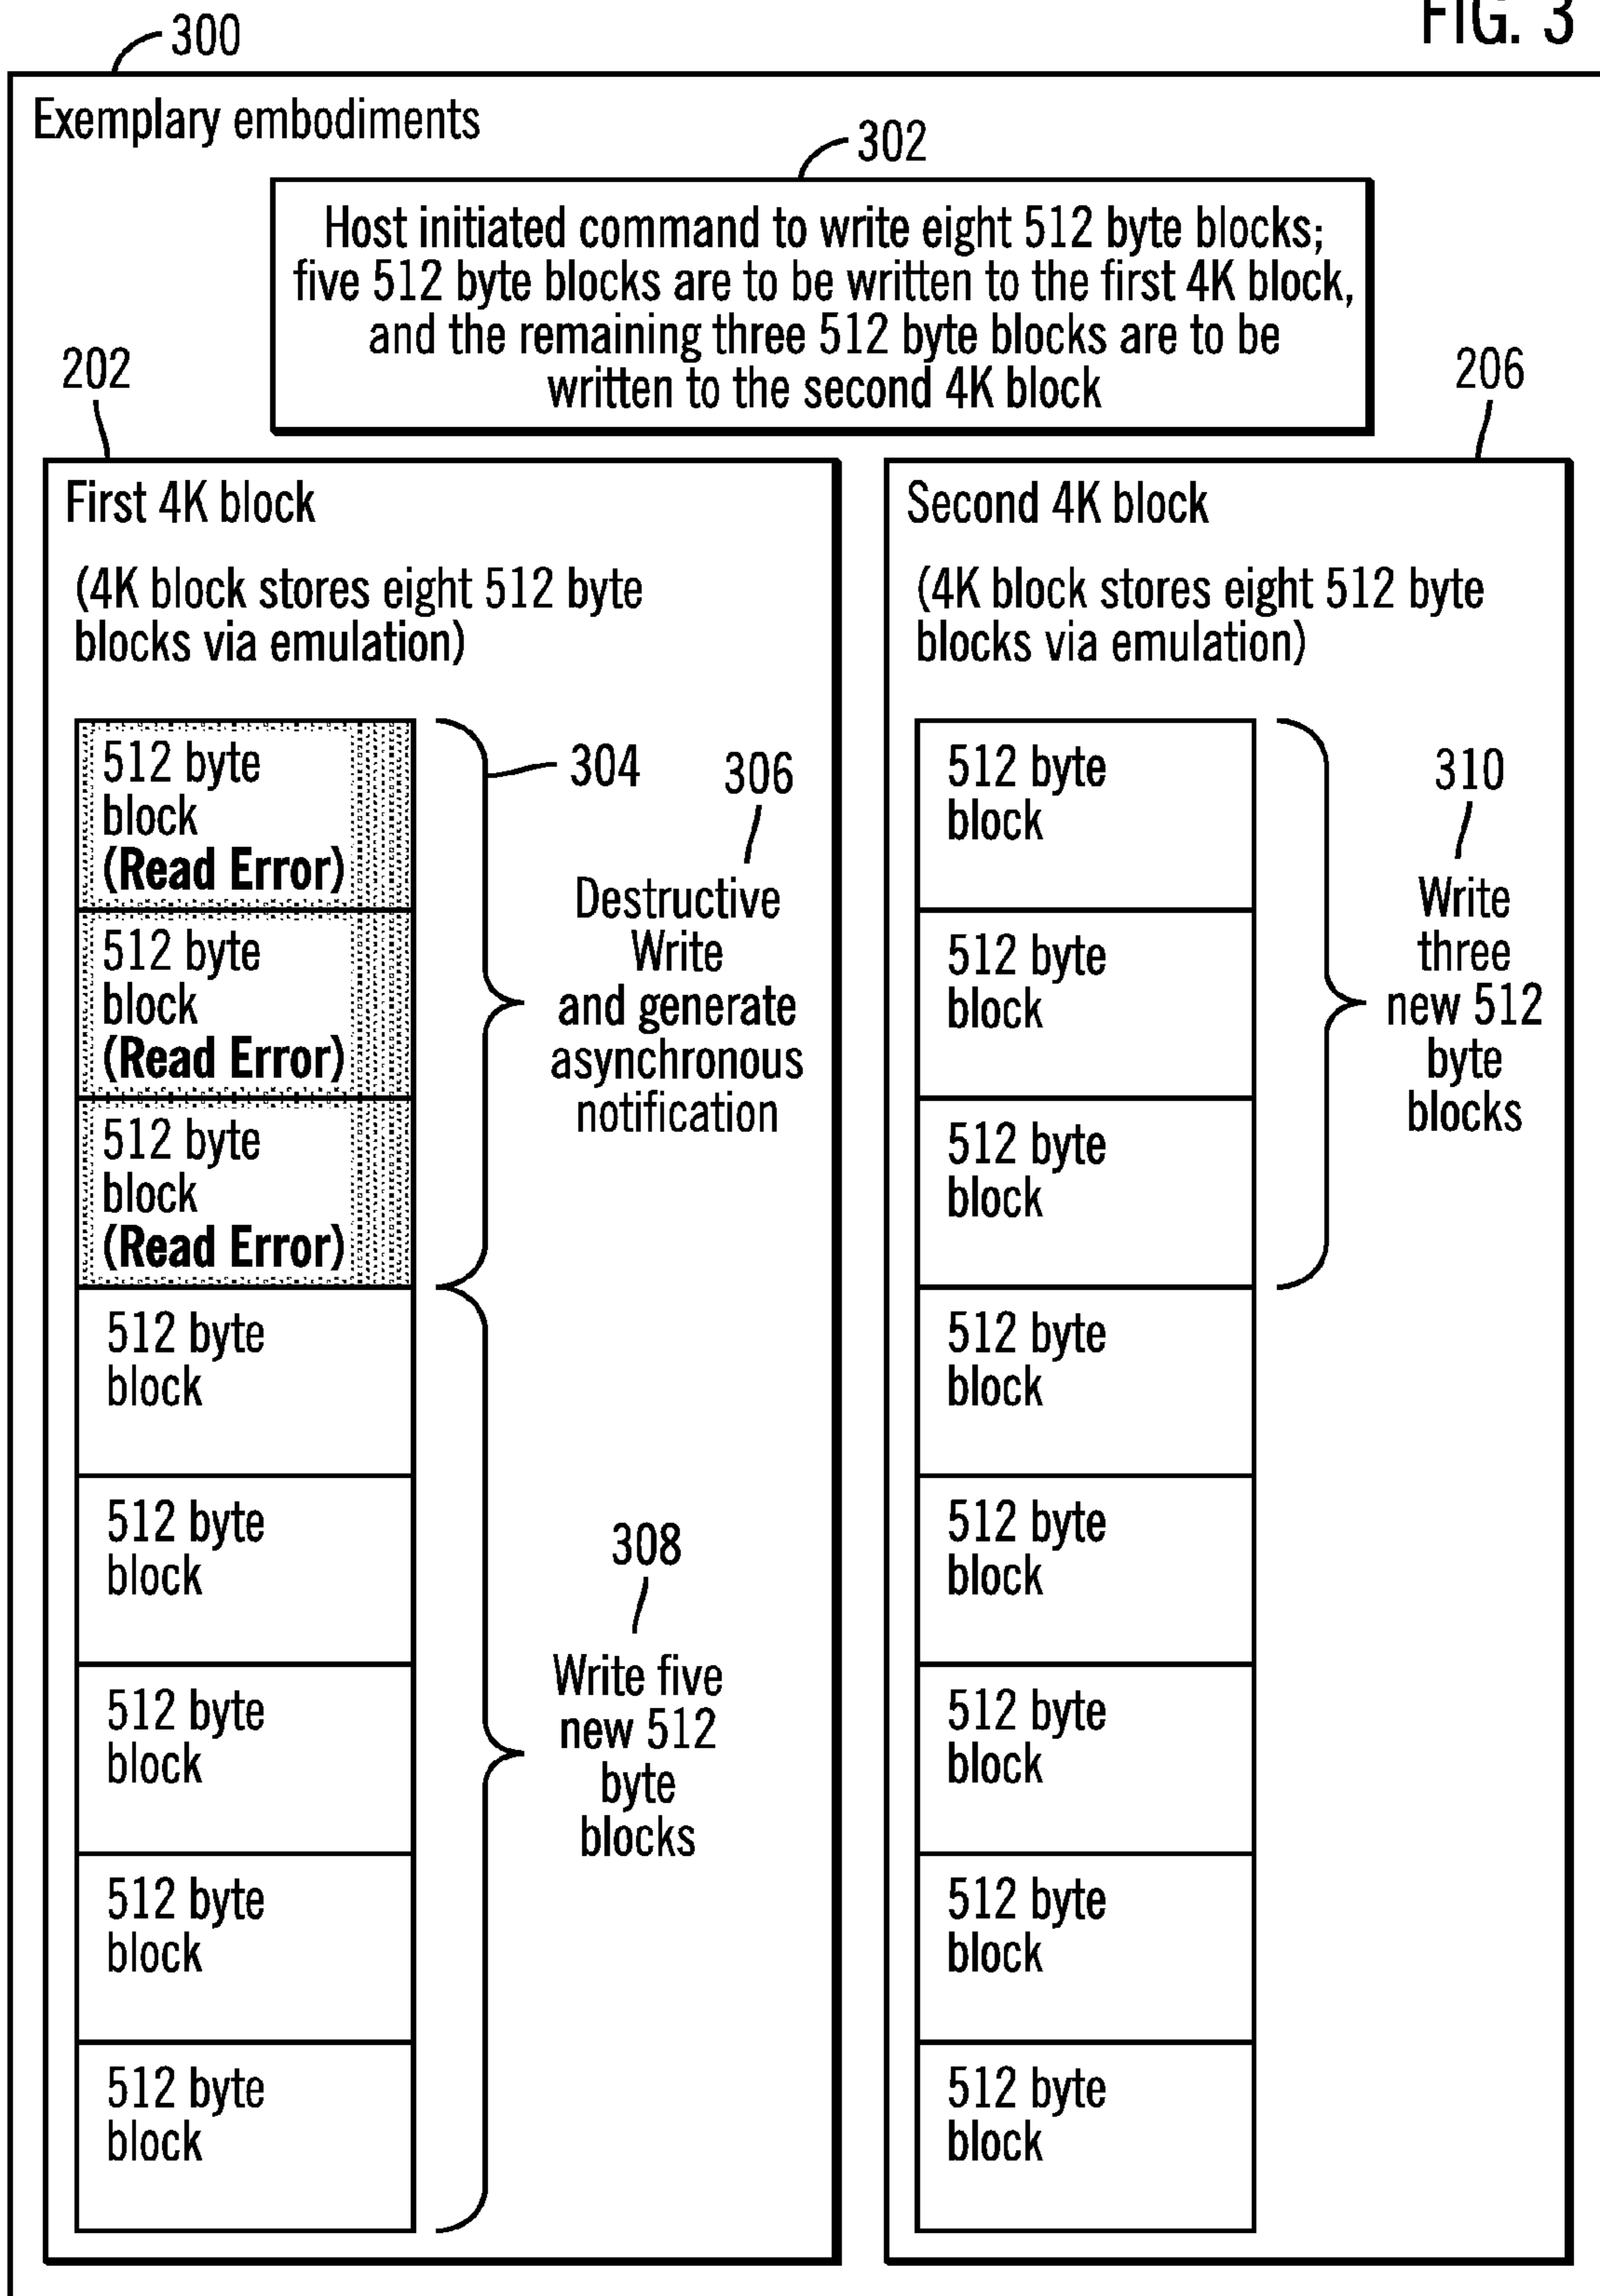 FIG. 3
300
Exemplary embodiments
302
Host initiated command to write eight 512 byte blocks;
five 512 byte blocks are to be written to the first 4K block,
and the remaining three 512 byte blocks are to be
written to the second 4K block
202
206
First 4K block
(4K block stores eight 512 byte
blocks via emulation)
512 byte
block
(Read Error)
512 byte
block
(Read Error)
512 byte
block
(Read Error)
512 byte
block
512 byte
block
512 byte
block
512 byte
block
512 byte
block
304
306
Destructive
Write
and generate
asynchronous
notification
308
Write five
new 512
byte
blocks
Second 4K block
(4K block stores eight 512 byte
blocks via emulation)
512 byte
block
512 byte
block
512 byte
block
512 byte
block
512 byte
block
512 byte
block
512 byte
block
512 byte
block
310
Write
three
new 512
byte
blocks